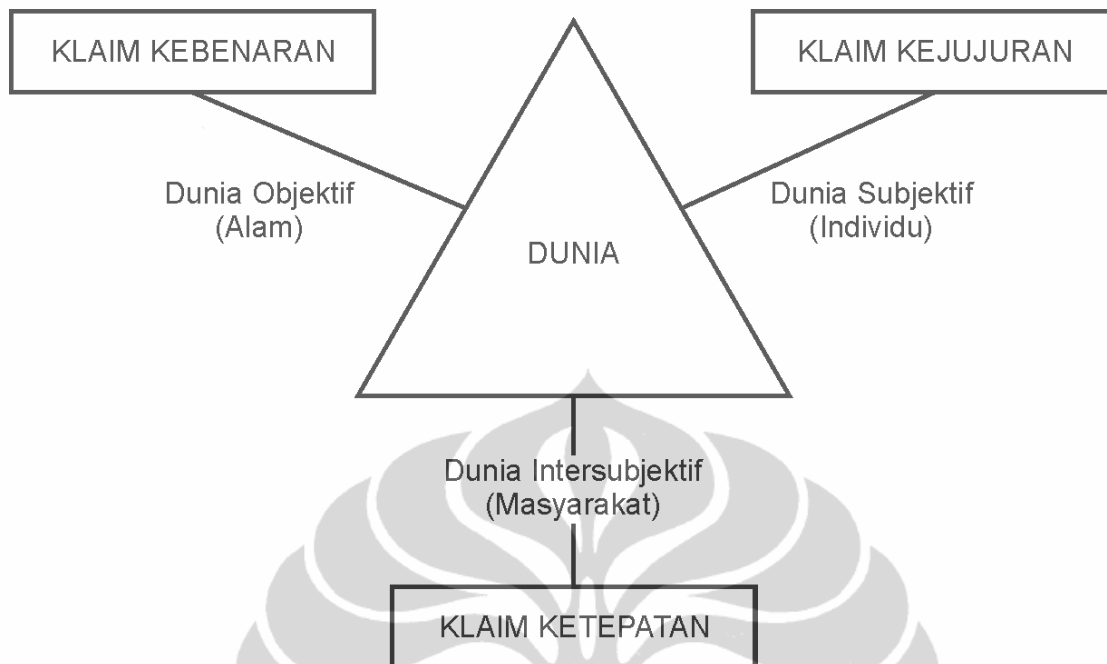 KLAIM KEBENARAN
KLAIM KEJUJURAN
Dunia Objektif
(Alam)
Dunia Subjektif
(Individu)
DUNIA
Dunia Intersubjektif
(Masyarakat)
KLAIM KETEPATAN